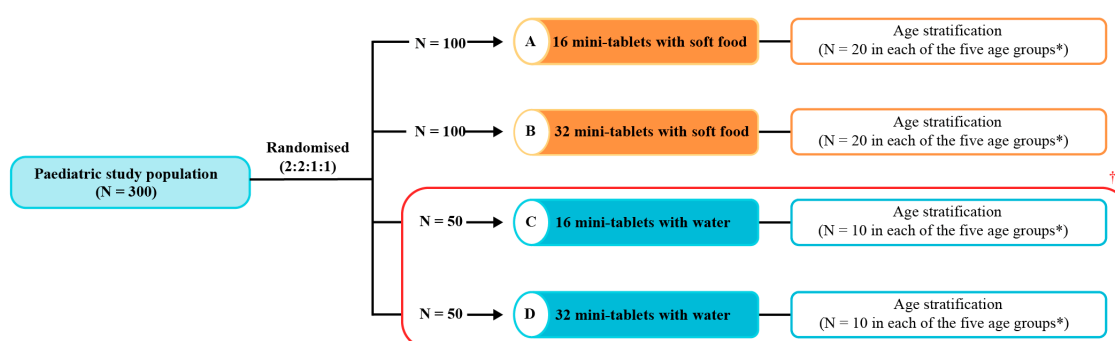 N = 100
A
16 mini-tablets with soft food
Age stratification
(N = 20 in each of the five age groups*)
N = 100
B
32 mini-tablets with soft food
Age stratification
(N = 20 in each of the five age groups*)
Randomised
(2:2:1:1)
Paediatric study population
(N = 300)
†
N = 50
C
16 mini-tablets with water
Age stratification
(N = 10 in each of the five age groups*)
N = 50
D
32 mini-tablets with water
Age stratification
(N = 10 in each of the five age groups*)